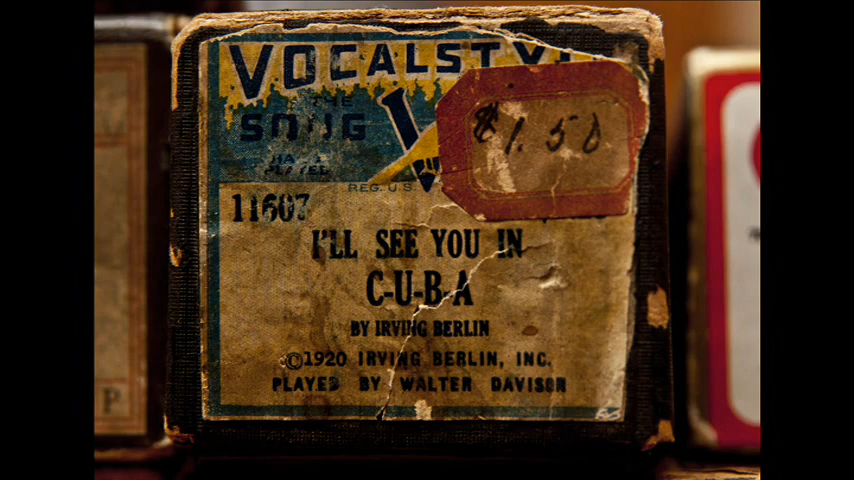 VOCALSTYLE
THE
SONG
REG. U.S.
$1.50
11607
I'LL SEE YOU IN
C-U-B-A
BY IRVING BERLIN
©1920 IRVING BERLIN, INC.
PLAYED BY WALTER DAVISON
P